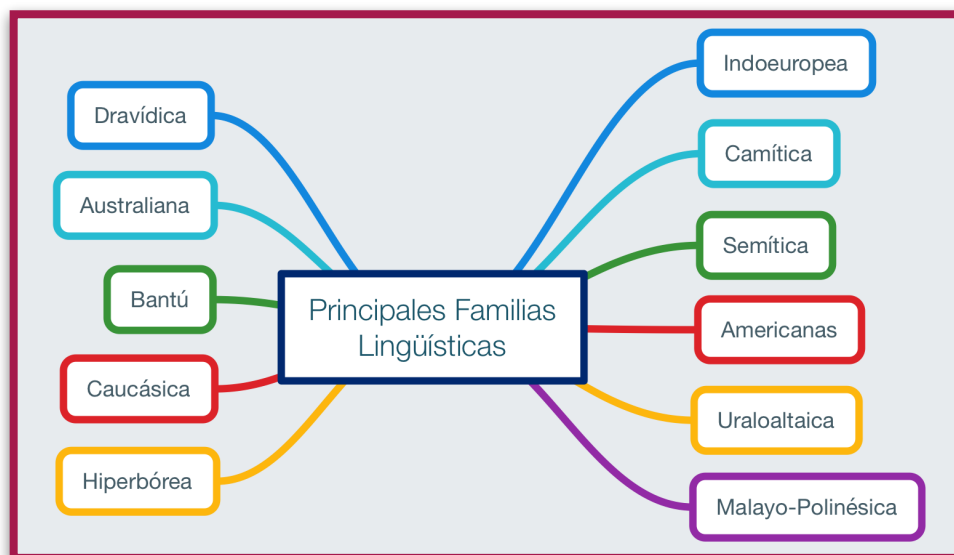 Principales Familias
Lingüísticas
Indoeuropea
Camítica
Semítica
Americanas
Uraloaltaica
Malayo-Polinésica
Dravídica
Australiana
Bantú
Caucásica
Hiperbórea